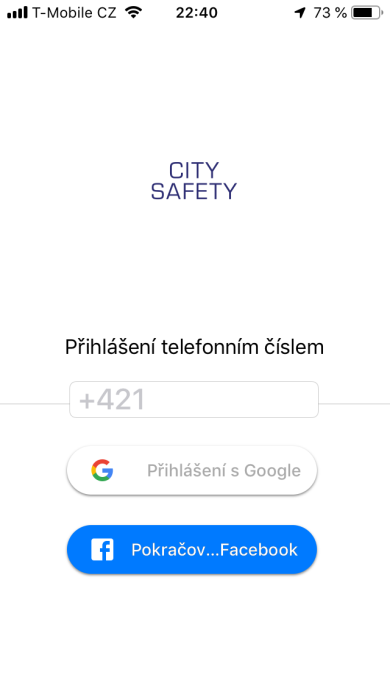 T-Mobile CZ 22:40 73 %
CITY
SAFETY
Přihlášení telefonním číslem
+421
Přihlášení s Google
Pokračov...Facebook